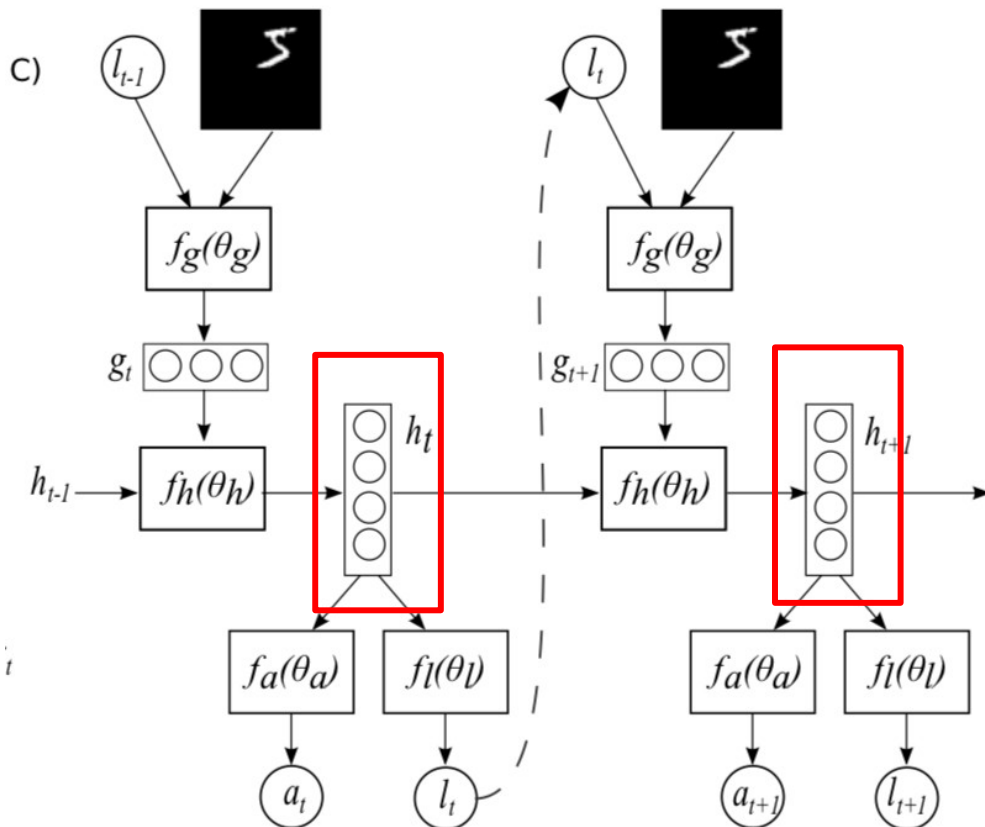 C) l_{t-1} l_t
f_g(θ_g) f_g(θ_g)
g_t g_{t+1}
h_t h_{t+1}
h_{t-1} f_h(θ_h) f_h(θ_h)
f_a(θ_a) f_l(θ_l) f_a(θ_a) f_l(θ_l)
a_t l_t a_{t+1} l_{t+1}